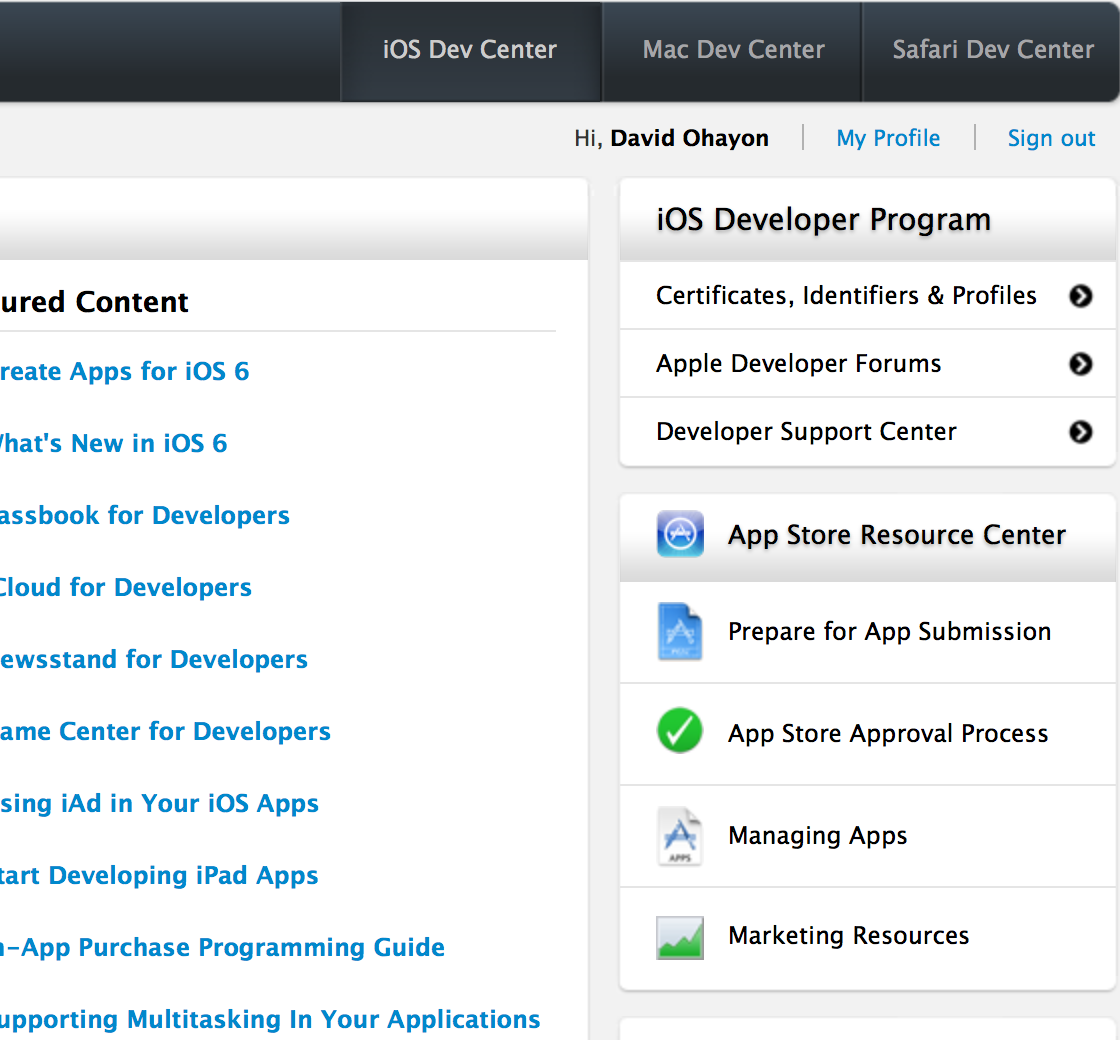 iOS Dev Center
Mac Dev Center
Safari Dev Center
Hi, David Ohayon
My Profile
Sign out
ured Content
reate Apps for iOS 6
hat's New in iOS 6
assbook for Developers
Cloud for Developers
ewsstand for Developers
ame Center for Developers
sing iAd in Your iOS Apps
tart Developing iPad Apps
n-App Purchase Programming Guide
upporting Multitasking In Your Applications
iOS Developer Program
Certificates, Identifiers & Profiles
Apple Developer Forums
Developer Support Center
App Store Resource Center
Prepare for App Submission
App Store Approval Process
APPS
Managing Apps
Marketing Resources